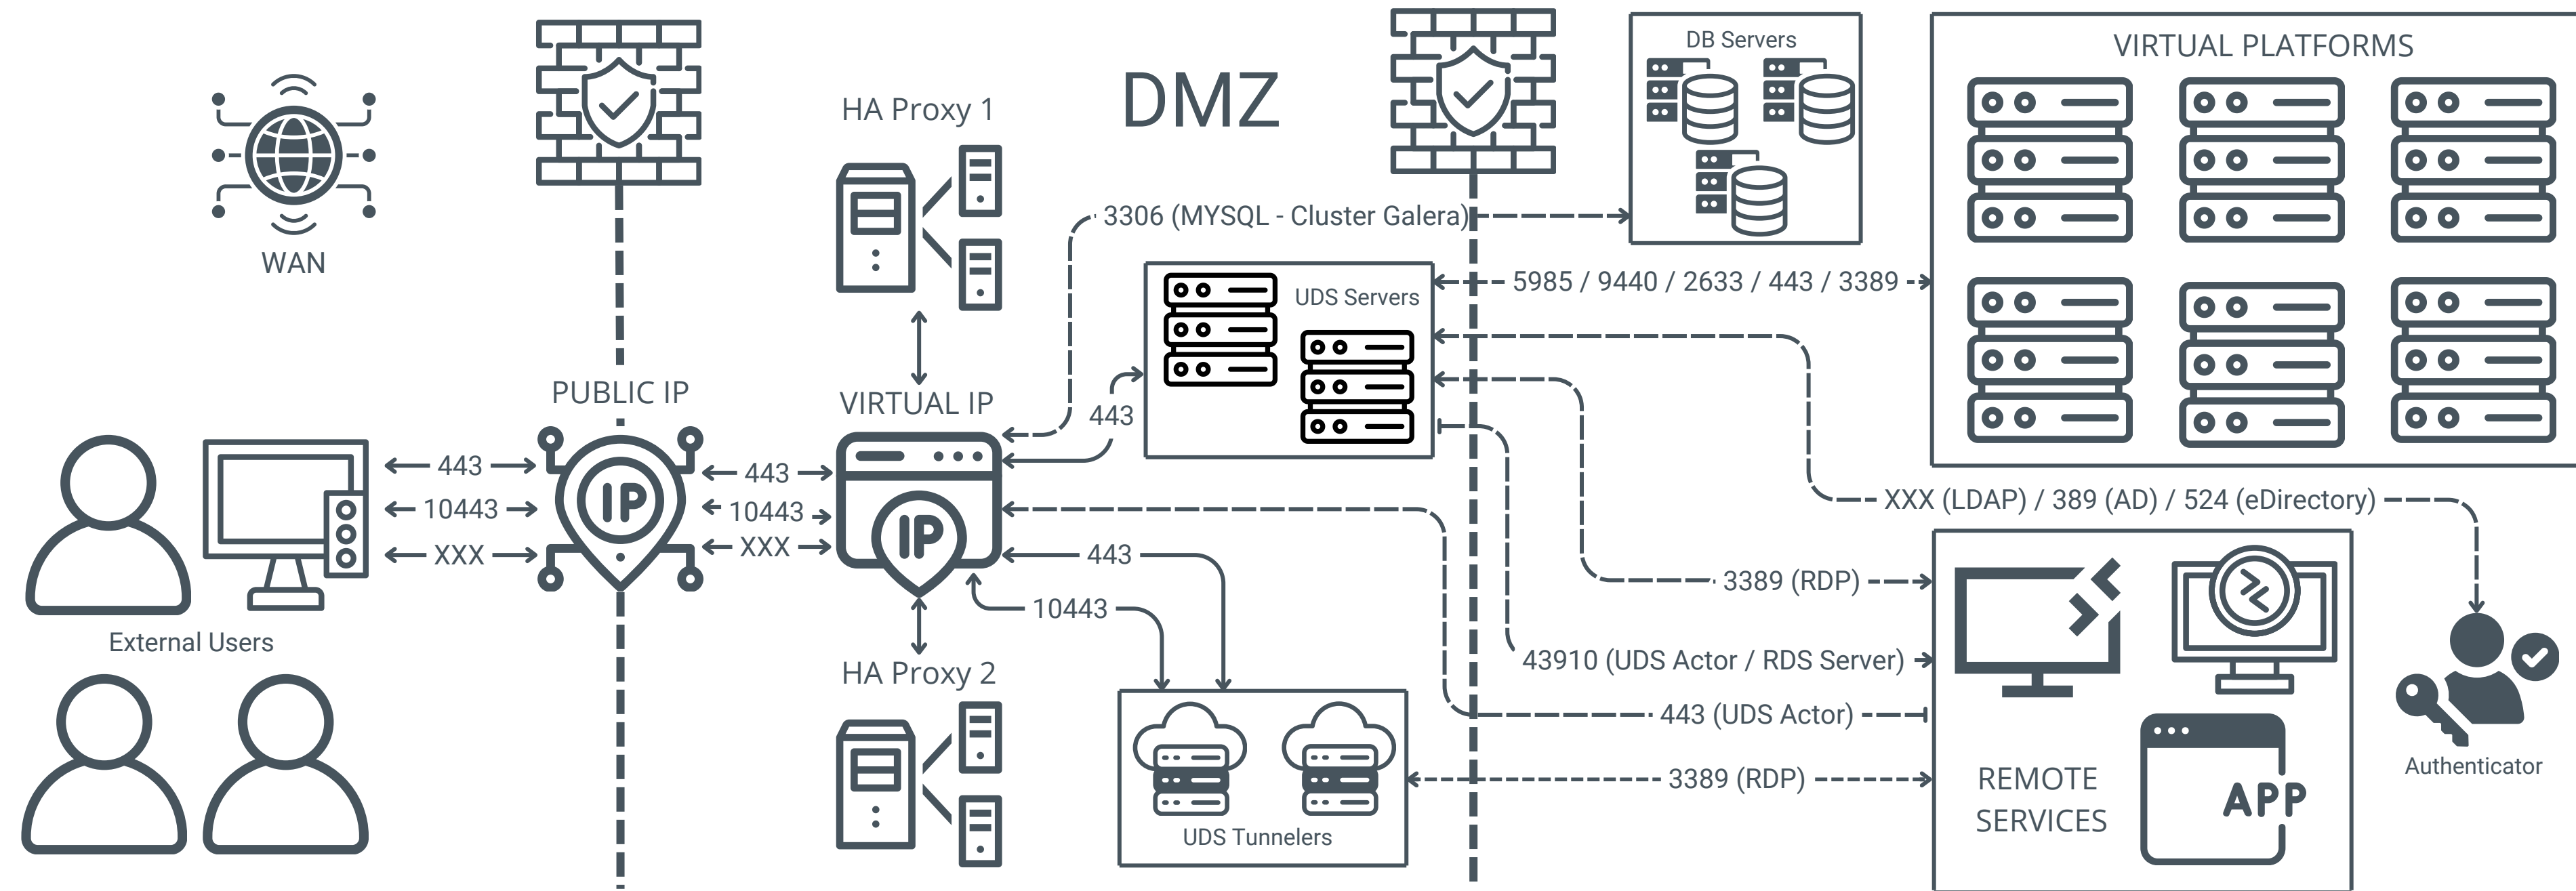 WAN
PUBLIC IP
IP
External Users
443
10443
XXX
443
10443
XXX
HA Proxy 1
VIRTUAL IP
IP
HA Proxy 2
DMZ
3306 (MYSQL - Cluster Galera)
443
UDS Servers
443
10443
UDS Tunnelers
DB Servers
VIRTUAL PLATFORMS
5985 / 9440 / 2633 / 443 / 3389
XXX (LDAP) / 389 (AD) / 524 (eDirectory)
3389 (RDP)
43910 (UDS Actor / RDS Server)
443 (UDS Actor)
3389 (RDP)
REMOTE
SERVICES
APP
Authenticator